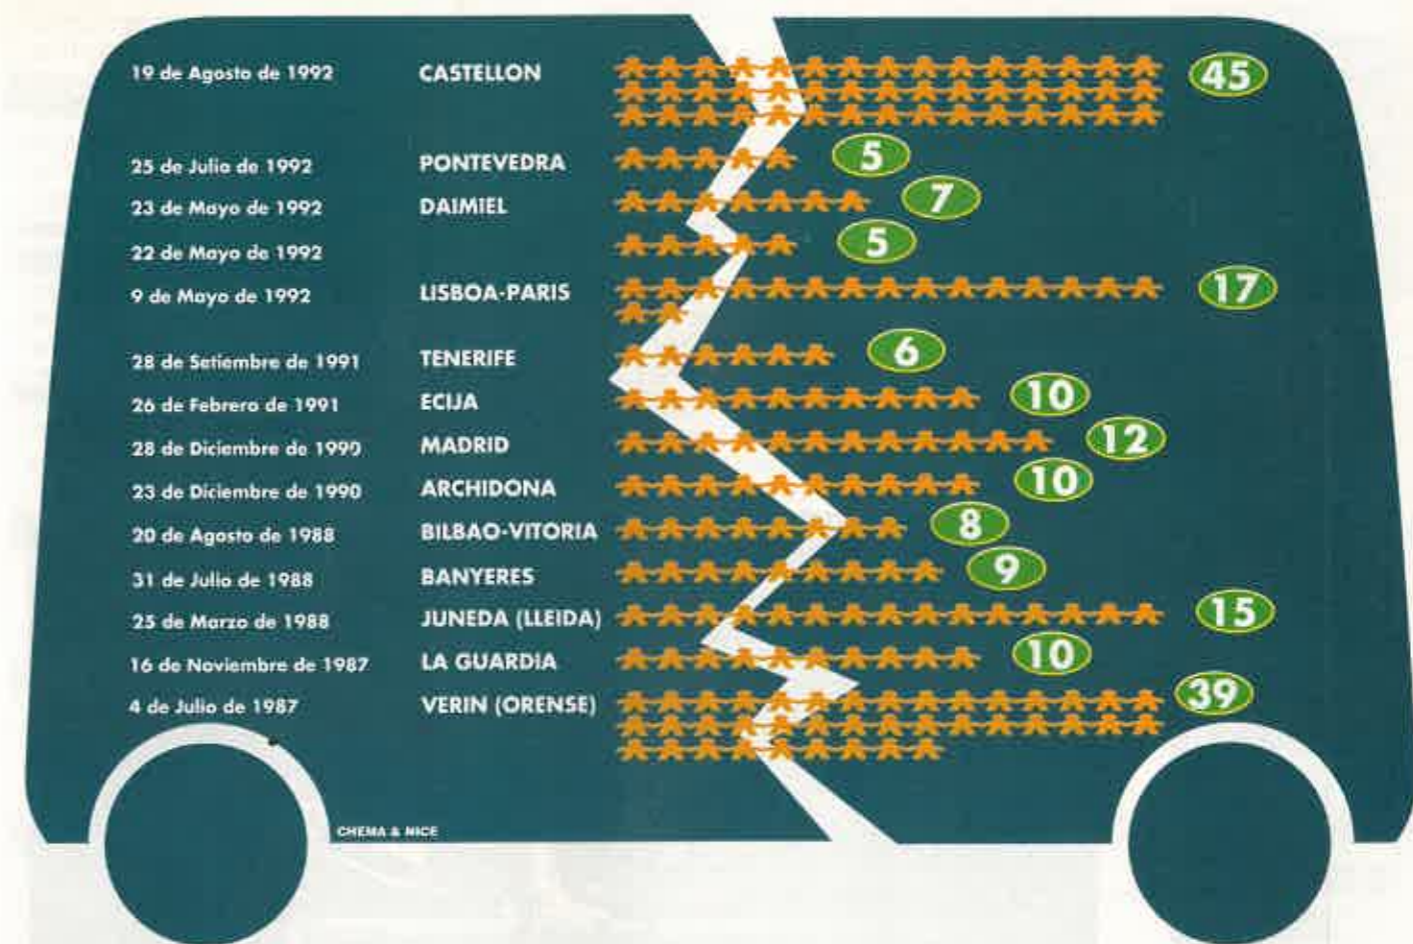 19 de Agosto de 1992 CASTELLON 45
25 de Julio de 1992 PONTEVEDRA 5
23 de Mayo de 1992 DAIMIEL 7
22 de Mayo de 1992 5
9 de Mayo de 1992 LISBOA-PARIS 17
28 de Setiembre de 1991 TENERIFE 6
26 de Febrero de 1991 ECIJA 10
28 de Diciembre de 1990 MADRID 12
23 de Diciembre de 1990 ARCHIDONA 10
20 de Agosto de 1988 BILBAO-VITORIA 8
31 de Julio de 1988 BANYERES 9
25 de Marzo de 1988 JUNEDA (LLEIDA) 15
16 de Noviembre de 1987 LA GUARDIA 10
4 de Julio de 1987 VERIN (ORENSE) 39
CHEMA & NICE